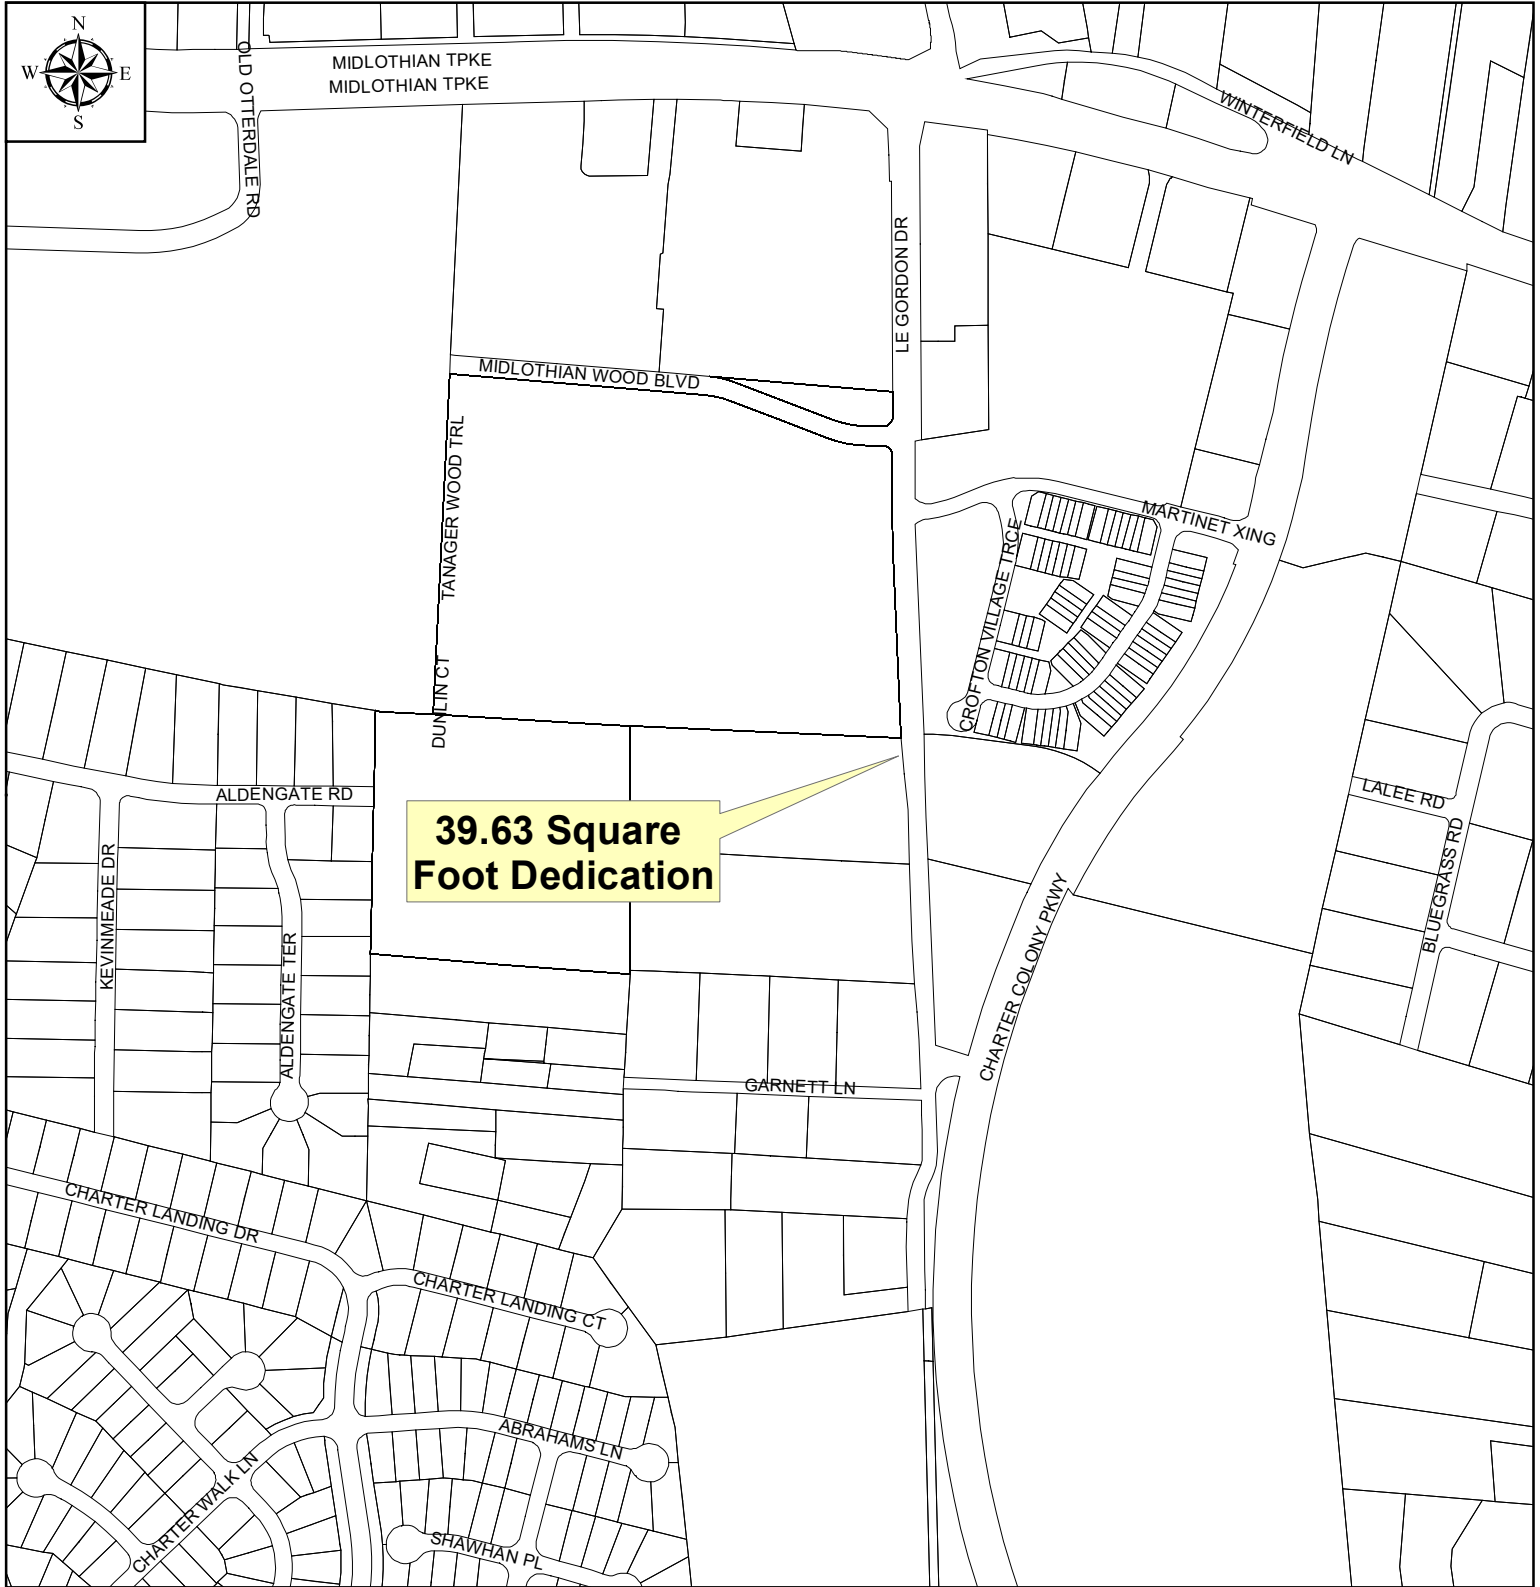 N
W E
S
MIDLOTHIAN TPKE
MIDLOTHIAN TPKE
OLD OTTERDALE RD
WINTERFIELD LN
LE GORDON DR
MIDLOTHIAN WOOD BLVD
TANAGER WOOD TRL
MARTINET XING
CROFTON VILLAGE TRCE
DUNLIN CT
ALDENGATE RD
LALEE RD
39.63 Square
Foot Dedication
KEVINMEADE DR
BLUEGRASS RD
ALDENGATE TER
CHARTER COLONY PKWY
GARNETT LN
CHARTER LANDING DR
CHARTER LANDING CT
ABRAHAMS LN
CHARTER WALK LN
SHAWHAN PL